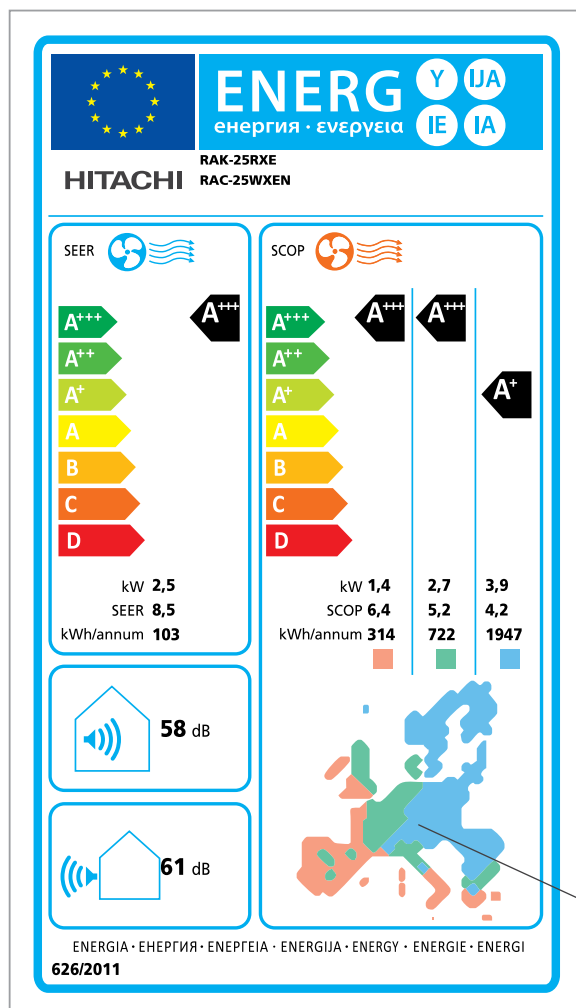 ENERG Y IJA
енергия · ενεργεια IE IA
HITACHI
RAK-25RXE
RAC-25WXEN
SEER
A+++
A+++
A++
A+
A
B
C
D
kW 2,5
SEER 8,5
kWh/annum 103
SCOP
A+++
A+++
A+++
A++
A+
A+
A
B
C
D
kW 1,4 2,7 3,9
SCOP 6,4 5,2 4,2
kWh/annum 314 722 1947
58 dB
61 dB
ENERGIA · ЕНЕРГИЯ · ΕΝΕΡΓΕΙΑ · ENERGIJA · ENERGY · ENERGIE · ENERGI
626/2011